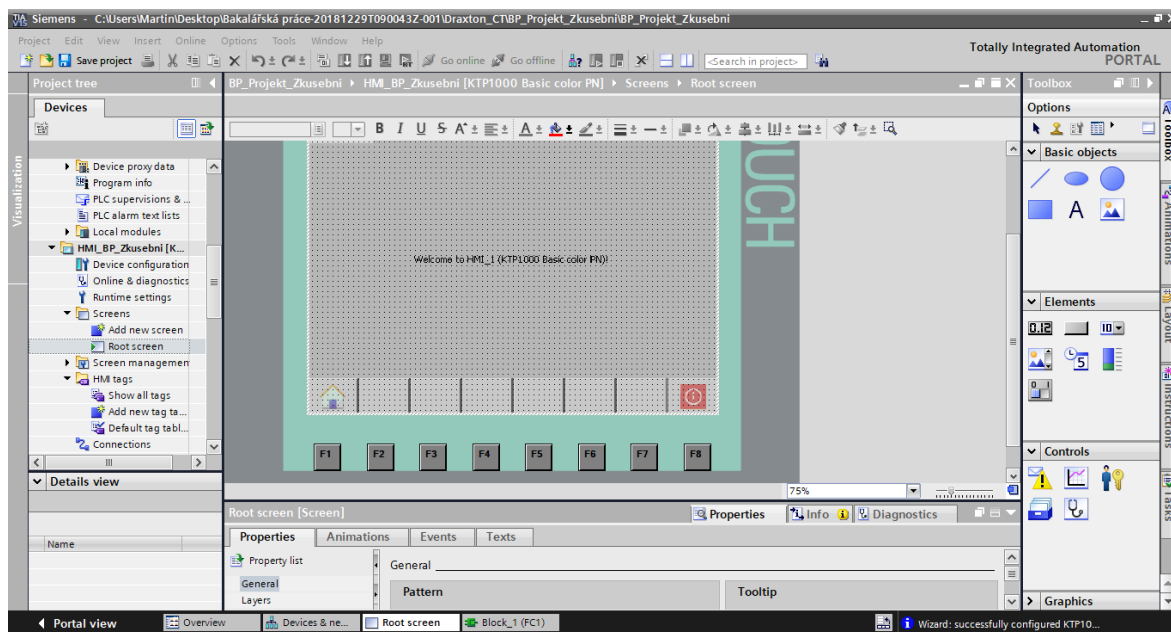 Siemens - C:\Users\Martin\Desktop\Bakalářská práce-20181229T090043Z-001\Draxton_CT\BP_Projekt_Zkusebni\BP_Projekt_Zkusebni
Project Edit View Insert Online Options Tools Window Help
Totally Integrated Automation
PORTAL
Save project
Go online
Go offline
<Search in project>
Project tree
BP_Projekt_Zkusebni HMI_BP_Zkusebni [KTP1000 Basic color PN] Screens Root screen
Toolbox
Devices
Options
B I U S A
Visualization
Device proxy data
Program info
PLC supervisions & ..
PLC alarm text lists
Local modules
HMI_BP_Zkusebni [K...
Device configuration
Online & diagnostics
Runtime settings
Screens
Add new screen
Root screen
Screen managemen
HMI tags
Show all tags
Add new tag ta...
Default tag tabl...
Connections
Details view
Name
OUCH
Welcome to HMI_1 (KTP1000 Basic color PN)!
F1 F2 F3 F4 F5 F6 F7 F8
75%
Root screen [Screen]
Properties
Info
Diagnostics
Properties Animations Events Texts
Property list
General
Layers
General
Pattern
Tooltip
Basic objects
A
Elements
0.12
10
5
Controls
Graphics
Toolbox
Animations
Layout
Instructions
Tasks
Portal view
Overview
Devices & ne...
Root screen
Block_1 (FC1)
Wizard: successfully configured KTP10...